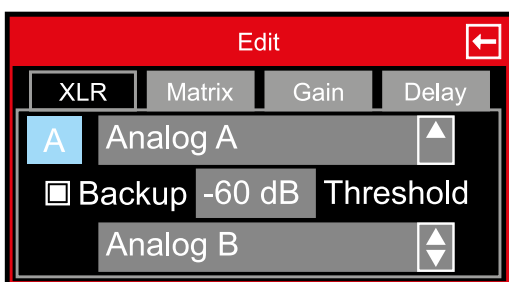 Edit
XLR Matrix Gain Delay
A Analog A
Backup -60 dB Threshold
Analog B